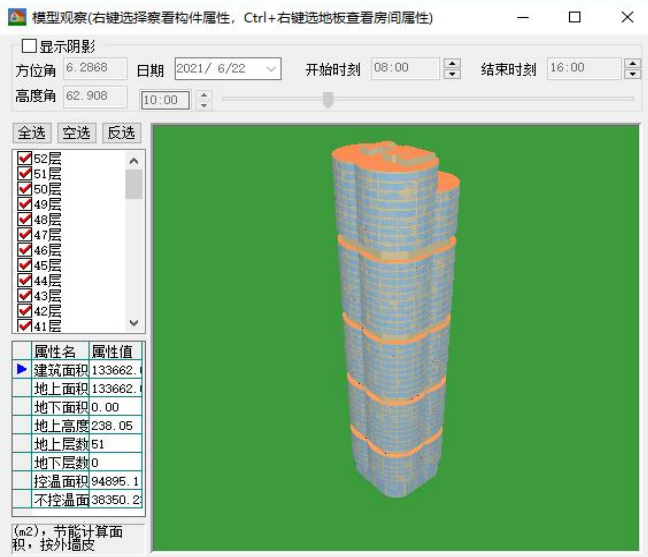 模型观察(右键选择察看构件属性，Ctrl+右键选地板查看房间属性)
显示阴影
方位角 6.2868 日期 2021/ 6/22 开始时刻 08:00 结束时刻 16:00
高度角 62.908 10:00
全选 空选 反选
52层
51层
50层
49层
48层
47层
46层
45层
44层
43层
42层
41层
属性名 属性值
建筑面积 133662.
地上面积 133662.
地下面积 0.00
地上高度 238.05
地上层数 51
地下层数 0
控温面积 94895.1
不控温面 38350.2
(m2)，节能计算面
积，按外墙皮